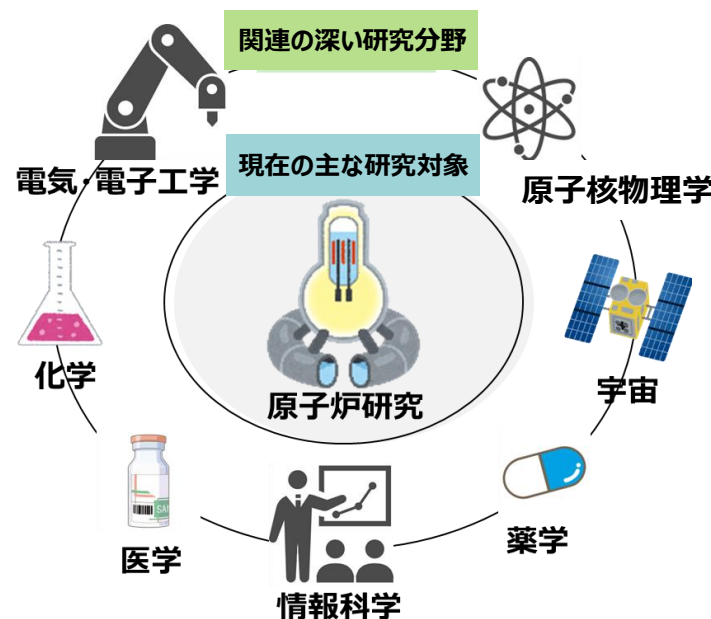 関連の深い研究分野
現在の主な研究対象
電気・電子工学
原子核物理学
化学
宇宙
原子炉研究
医学
薬学
情報科学
SA